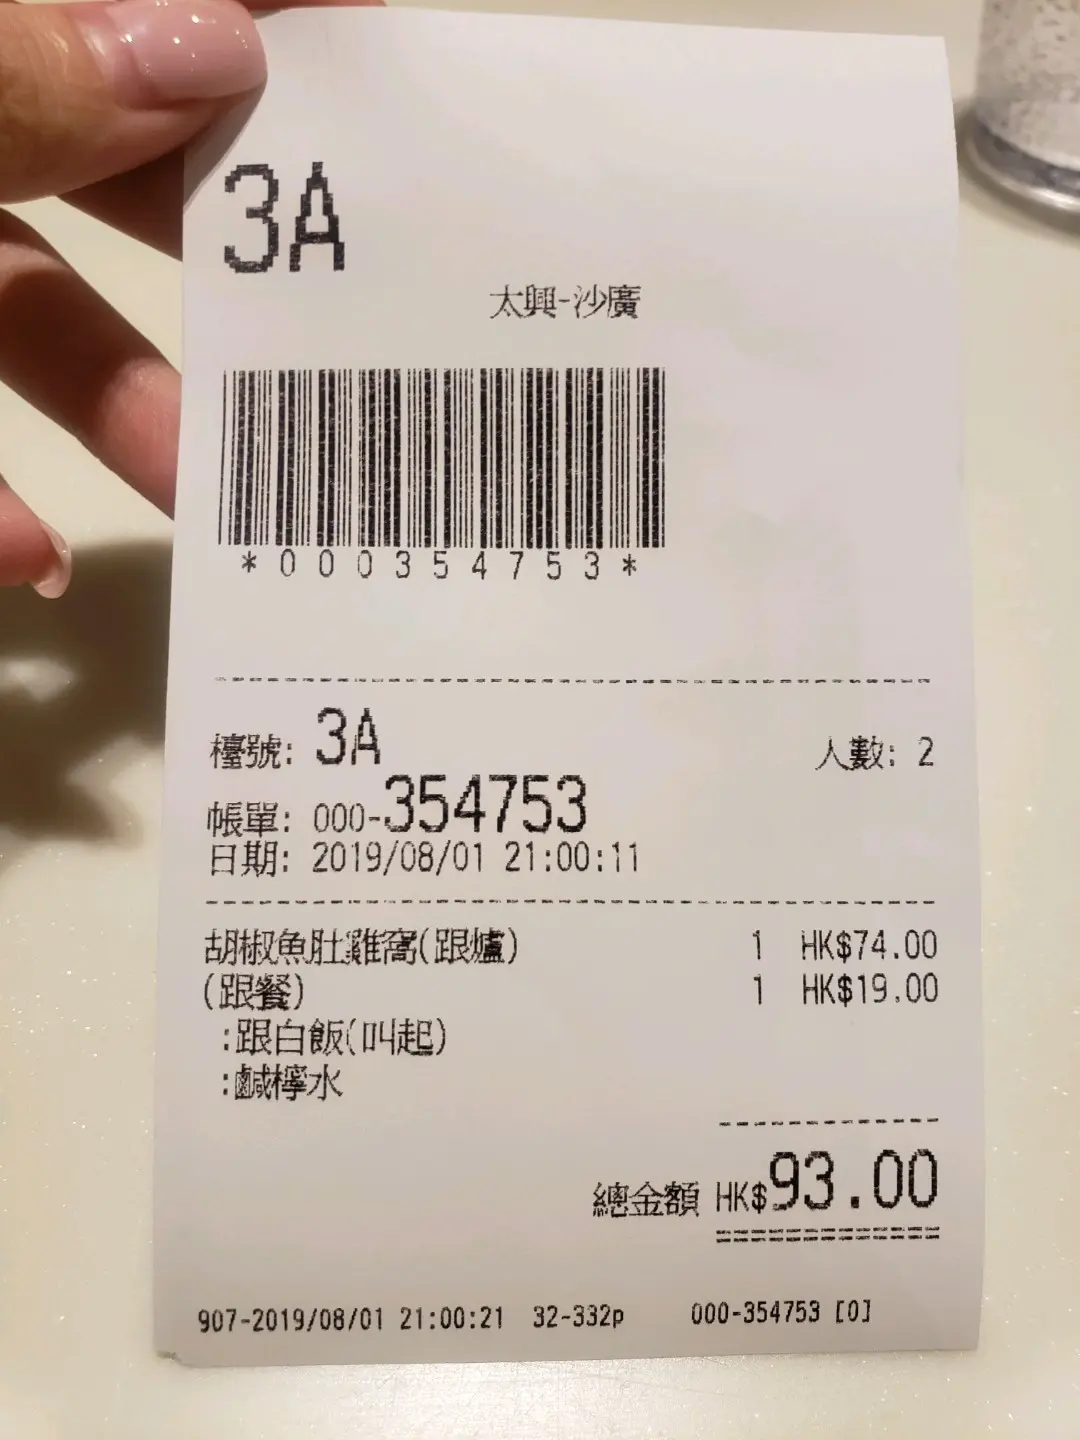 3A
太興-沙廣
*000354753*
檯號: 3A 人數: 2
帳單: 000-354753
日期: 2019/08/01 21:00:11
胡椒魚肚雞窩(跟爐) 1 HK$74.00
(跟餐) 1 HK$19.00
:跟白飯(叫起)
:鹹檸水
總金額 HK$93.00
907-2019/08/01 21:00:21 32-332p 000-354753 [0]